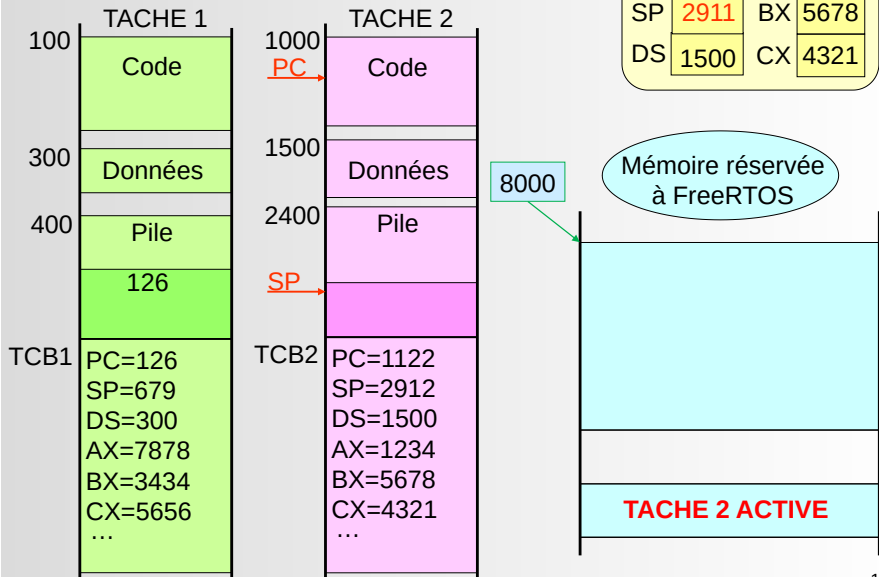 TACHE 1
100
Code
300
Données
400
Pile
126
TCB1
PC=126
SP=679
DS=300
AX=7878
BX=3434
CX=5656
…
TACHE 2
1000
PC
Code
1500
Données
2400
Pile
SP
TCB2
PC=1122
SP=2912
DS=1500
AX=1234
BX=5678
CX=4321
…
SP 2911 BX 5678
DS 1500 CX 4321
8000
Mémoire réservée
à FreeRTOS
TACHE 2 ACTIVE